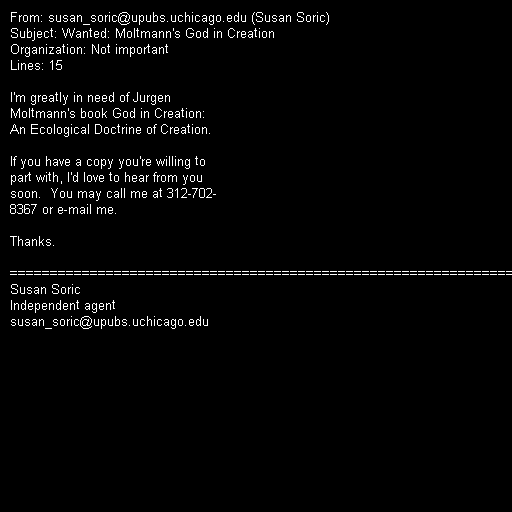 From: susan_soric@upubs.uchicago.edu (Susan Soric)
Subject: Wanted: Moltmann's God in Creation
Organization: Not important
Lines: 15

I'm greatly in need of Jurgen
Moltmann's book God in Creation:
An Ecological Doctrine of Creation.

If you have a copy you're willing to
part with, I'd love to hear from you
soon.  You may call me at 312-702-
8367 or e-mail me.

Thanks.

===============================================================
Susan Soric
Independent agent
susan_soric@upubs.uchicago.edu